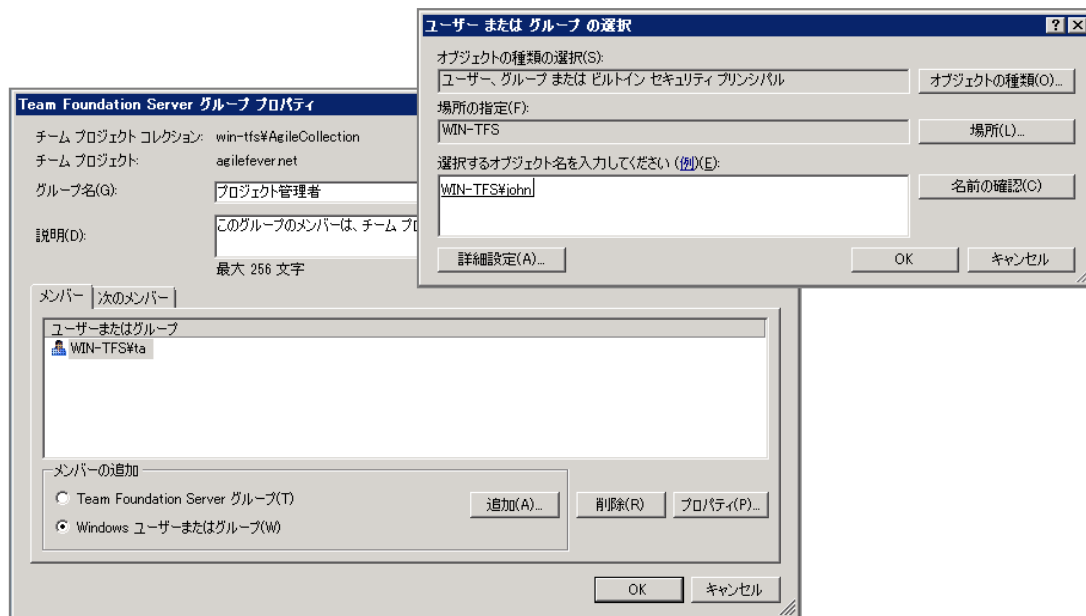 ユーザー または グループ の選択
オブジェクトの種類の選択(S):
ユーザー、グループ または ビルトイン セキュリティ プリンシパル
オブジェクトの種類(O)...
場所の指定(F):
WIN-TFS
場所(L)...
選択するオブジェクト名を入力してください (例)(E):
WIN-TFS¥john
名前の確認(C)
詳細設定(A)...
OK
キャンセル
Team Foundation Server グループ プロパティ
チーム プロジェクト コレクション: win-tfs¥AgileCollection
チーム プロジェクト: agilefever.net
グループ名(G): プロジェクト管理者
説明(D): このグループのメンバーは、チーム プロ
最大 256 文字
メンバー 次のメンバー
ユーザーまたはグループ
WIN-TFS¥ta
メンバーの追加
Team Foundation Server グループ(T)
Windows ユーザーまたはグループ(W)
追加(A)... 削除(R) プロパティ(P)...
OK キャンセル